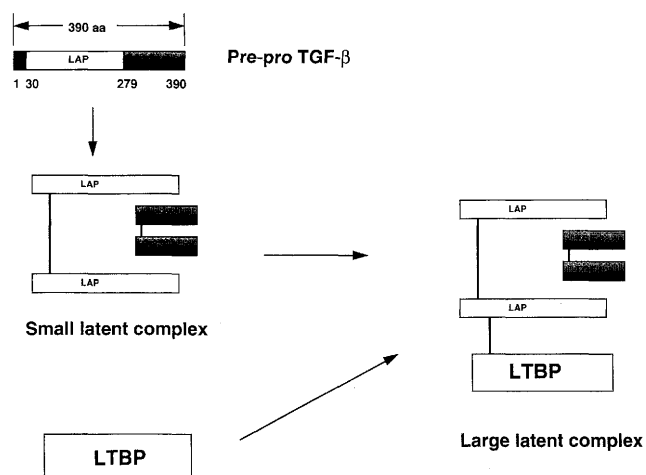 390 aa
LAP
Pre-pro TGF-β
1 30 279 390
LAP
LAP
LAP
LAP
Small latent complex
LTBP
LTBP
Large latent complex